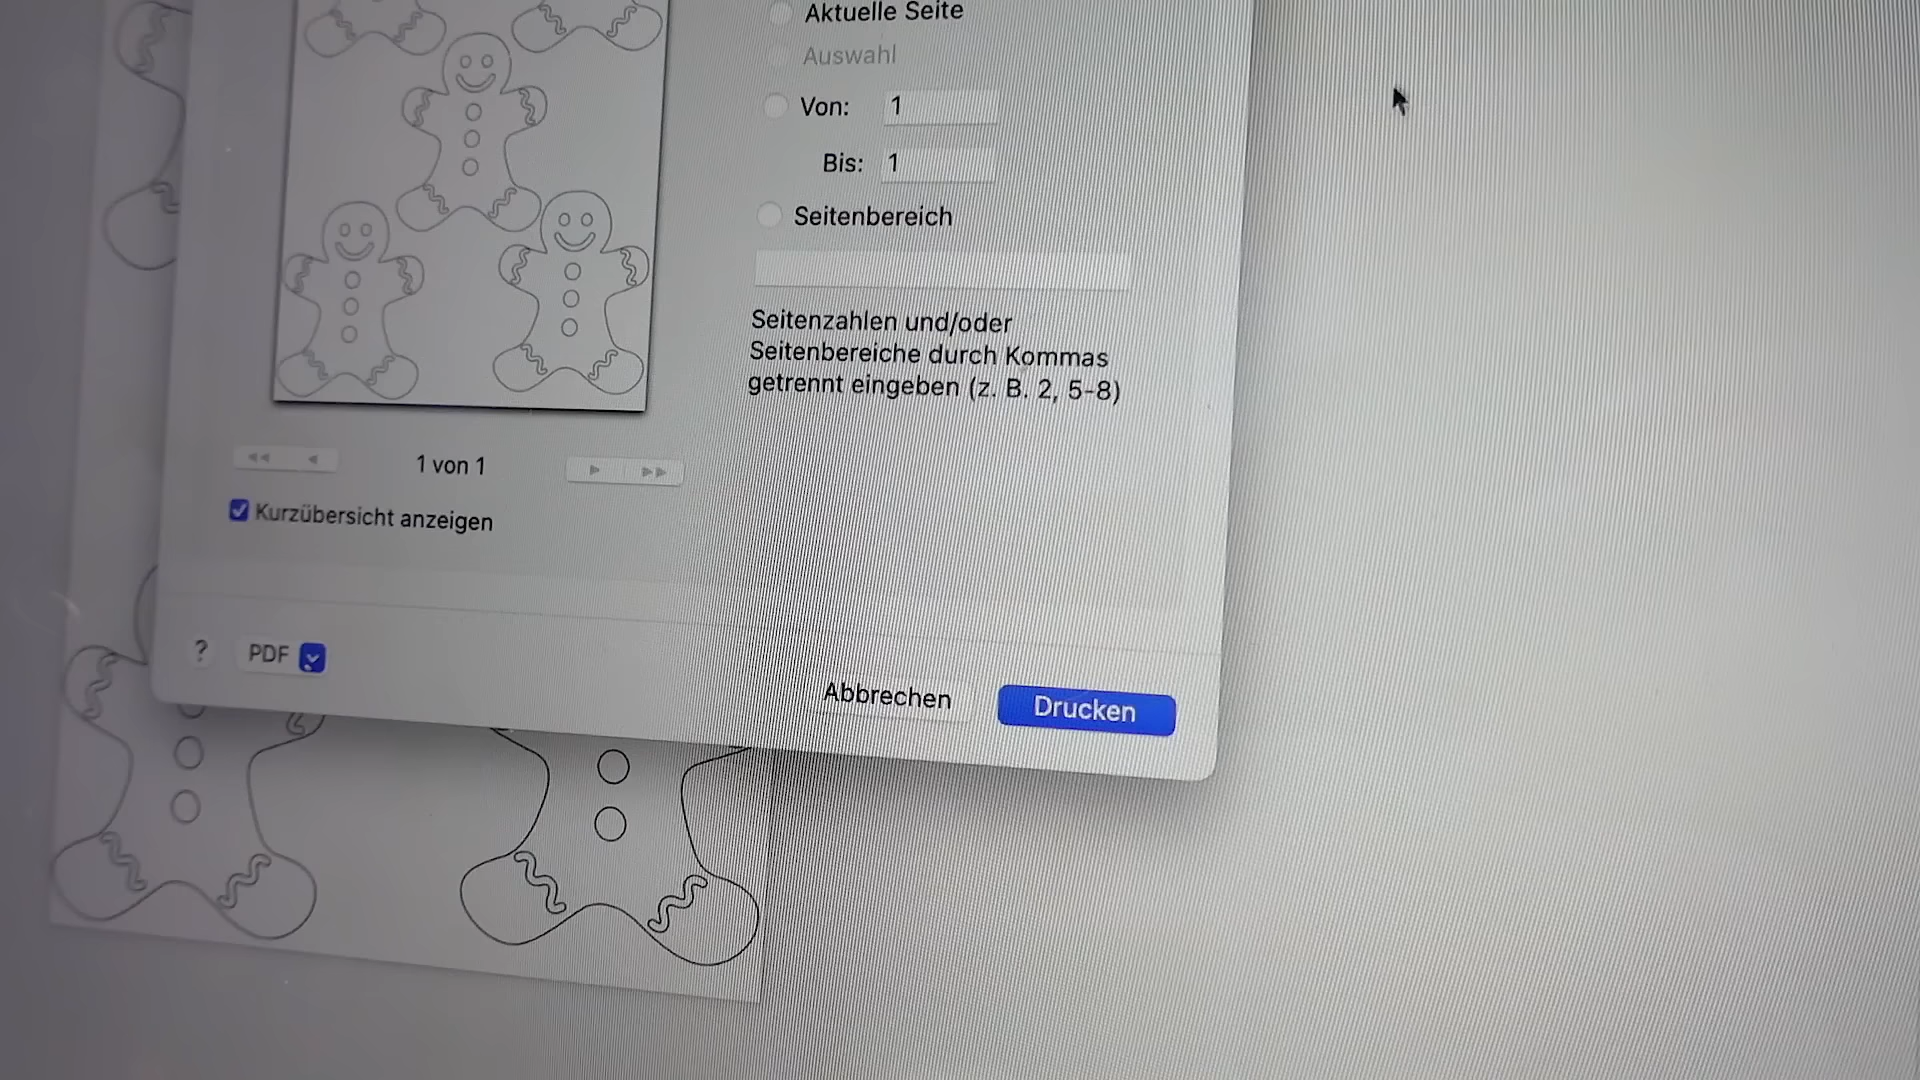 Aktuelle Seite
Auswahl
Von: 1
Bis: 1
Seitenbereich
Seitenzahlen und/oder
Seitenbereiche durch Kommas
getrennt eingeben (z. B. 2, 5-8)
1 von 1
Kurzübersicht anzeigen
? PDF
Abbrechen
Drucken